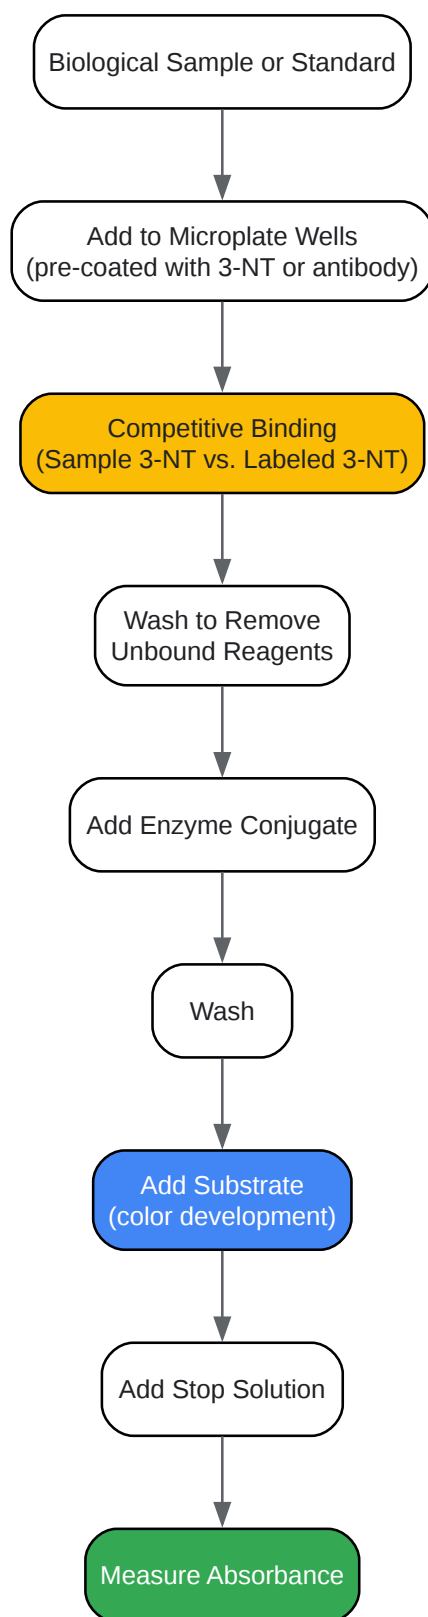 Biological Sample or Standard
Add to Microplate Wells
(pre-coated with 3-NT or antibody)
Competitive Binding
(Sample 3-NT vs. Labeled 3-NT)
Wash to Remove
Unbound Reagents
Add Enzyme Conjugate
Wash
Add Substrate
(color development)
Add Stop Solution
Measure Absorbance